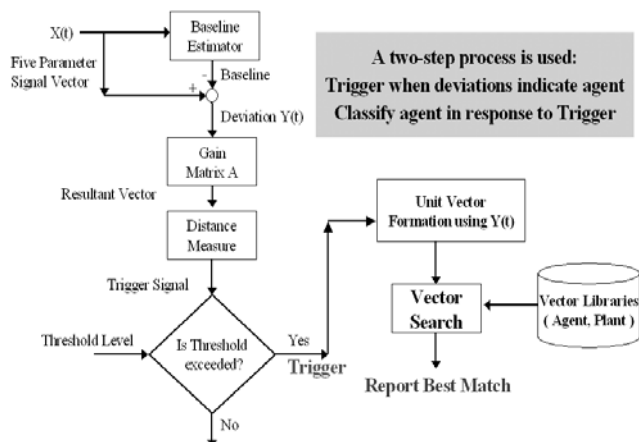 X(t)
Baseline
Estimator
Five Parameter
Signal Vector
-
Baseline
+
Deviation Y(t)
A two-step process is used:
Trigger when deviations indicate agent
Classify agent in response to Trigger
Gain
Matrix A
Resultant Vector
Distance
Measure
Trigger Signal
Threshold Level
Is Threshold
exceeded?
Yes
Trigger
No
Unit Vector
Formation using Y(t)
Vector
Search
Vector Libraries
( Agent, Plant )
Report Best Match